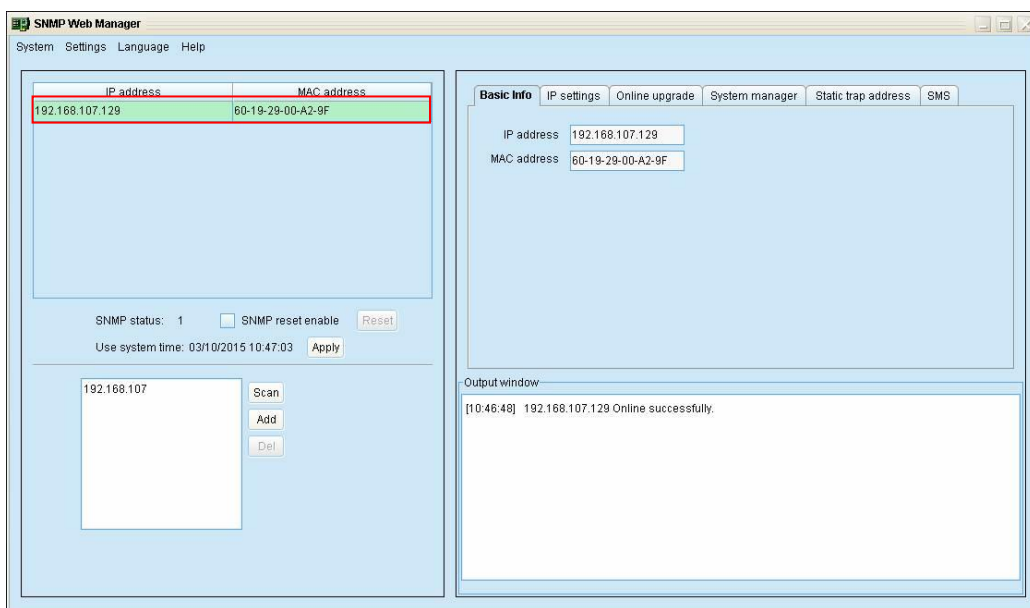 SNMP Web Manager
System Settings Language Help
IP address MAC address
192.168.107.129 60-19-29-00-A2-9F
SNMP status: 1 SNMP reset enable Reset
Use system time: 03/10/2015 10:47:03 Apply
192.168.107
Scan
Add
Del
Basic Info IP settings Online upgrade System manager Static trap address SMS
IP address 192.168.107.129
MAC address 60-19-29-00-A2-9F
Output window
[10:46:48] 192.168.107.129 Online successfully.